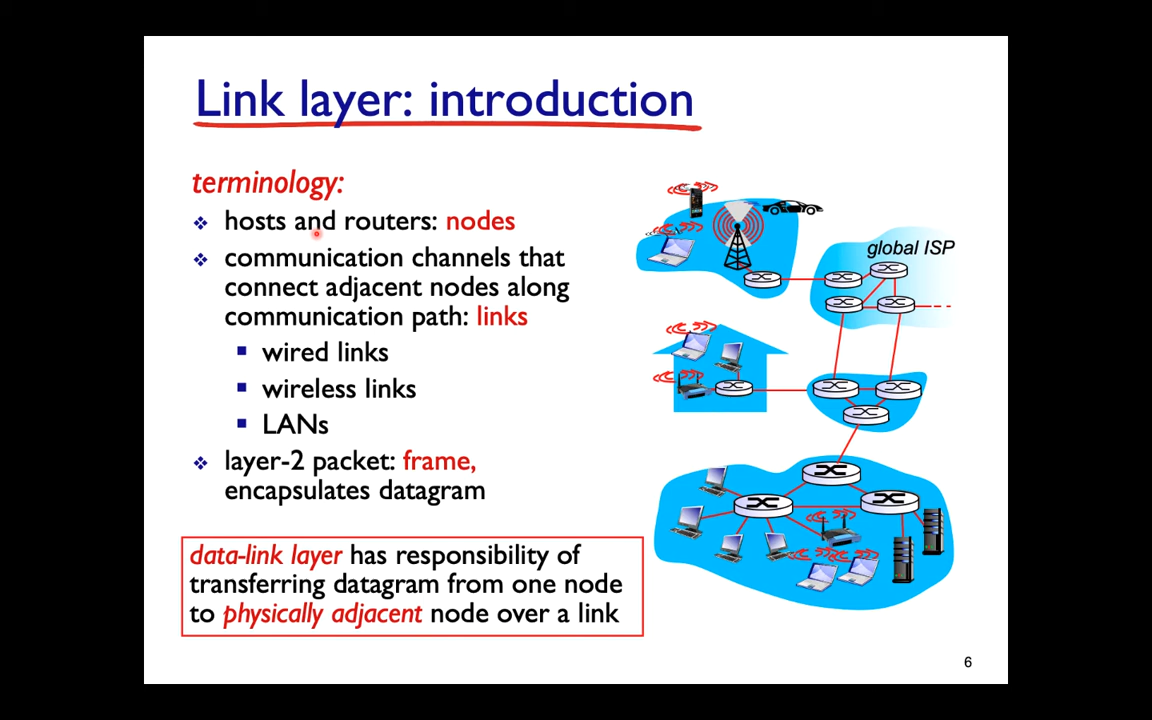 Link layer: introduction
terminology:
hosts and routers: nodes
communication channels that
connect adjacent nodes along
communication path: links
wired links
wireless links
LANs
layer-2 packet: frame,
encapsulates datagram
data-link layer has responsibility of
transferring datagram from one node
to physically adjacent node over a link
global ISP
6